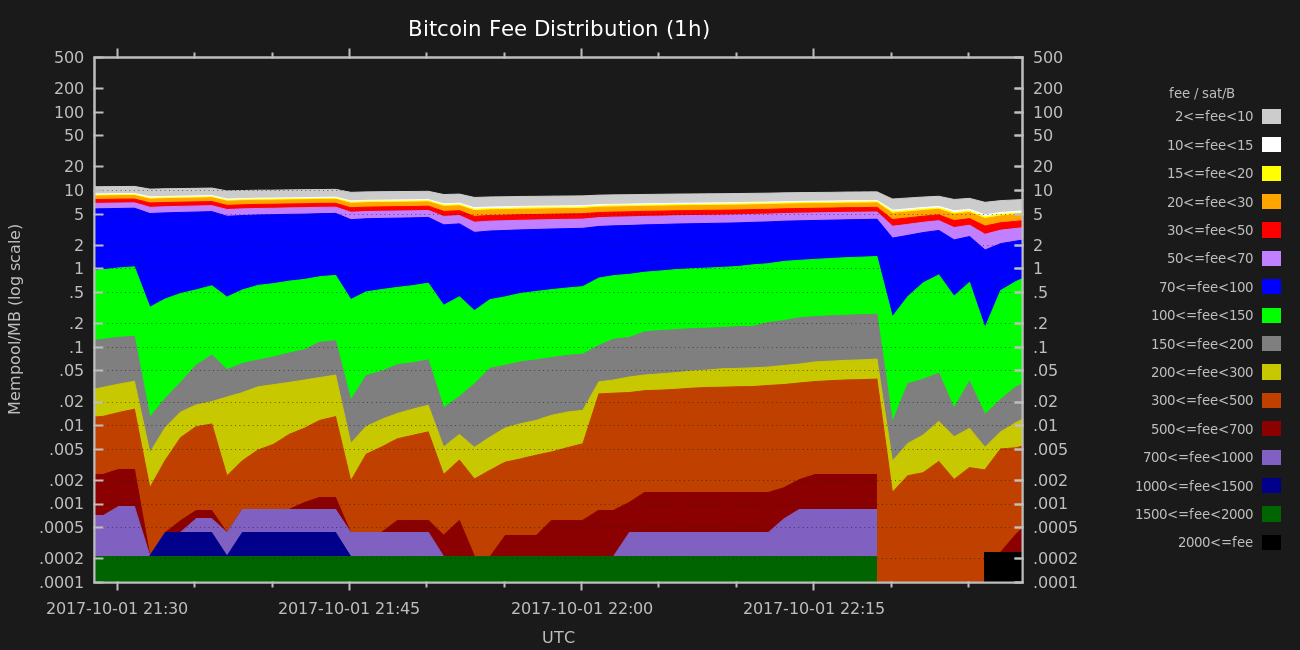 Bitcoin Fee Distribution (1h)
500
200
100
50
20
10
5
2
1
.5
.2
.1
.05
.02
.01
.005
.002
.001
.0005
.0002
.0001
Mempool/MB (log scale)
500
200
100
50
20
10
5
2
1
.5
.2
.1
.05
.02
.01
.005
.002
.001
.0005
.0002
.0001
2017-10-01 21:30
2017-10-01 21:45
2017-10-01 22:00
2017-10-01 22:15
UTC
fee / sat/B
2<=fee<10
10<=fee<15
15<=fee<20
20<=fee<30
30<=fee<50
50<=fee<70
70<=fee<100
100<=fee<150
150<=fee<200
200<=fee<300
300<=fee<500
500<=fee<700
700<=fee<1000
1000<=fee<1500
1500<=fee<2000
2000<=fee